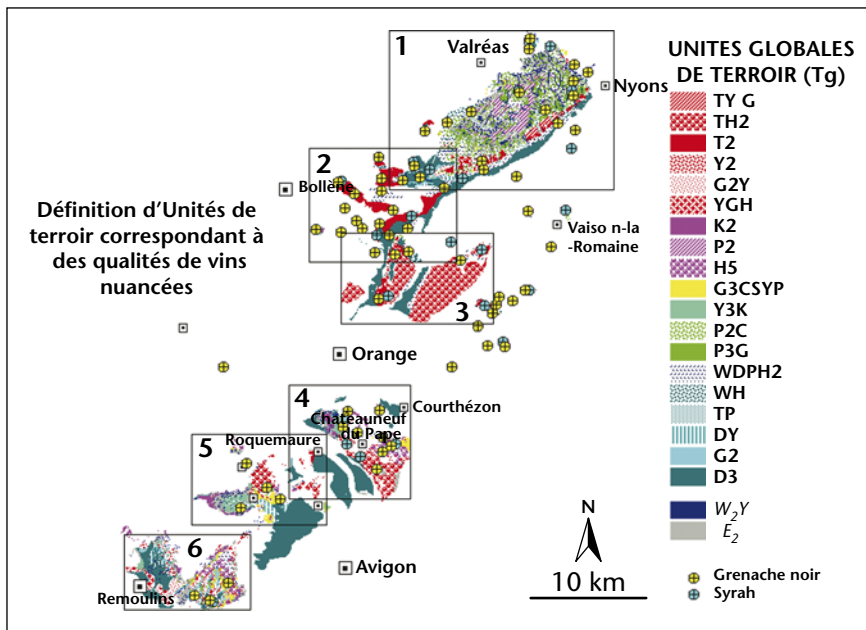 1
Valréas
Nyons
2
Bollène
Définition d'Unités de
terroir correspondant à
des qualités de vins
nuancées
Vaiso n-la
-Romaine
3
Orange
4
Courthézon
Chateauneuf
du Pape
5
Roquemaure
6
Remoulins
Avigon
N
10 km
UNITES GLOBALES
DE TERROIR (Tg)
TY G
TH2
T2
Y2
G2Y
YGH
K2
P2
H5
G3CSYP
Y3K
P2C
P3G
WDPH2
WH
TP
DY
G2
D3
W2Y
E2
Grenache noir
Syrah